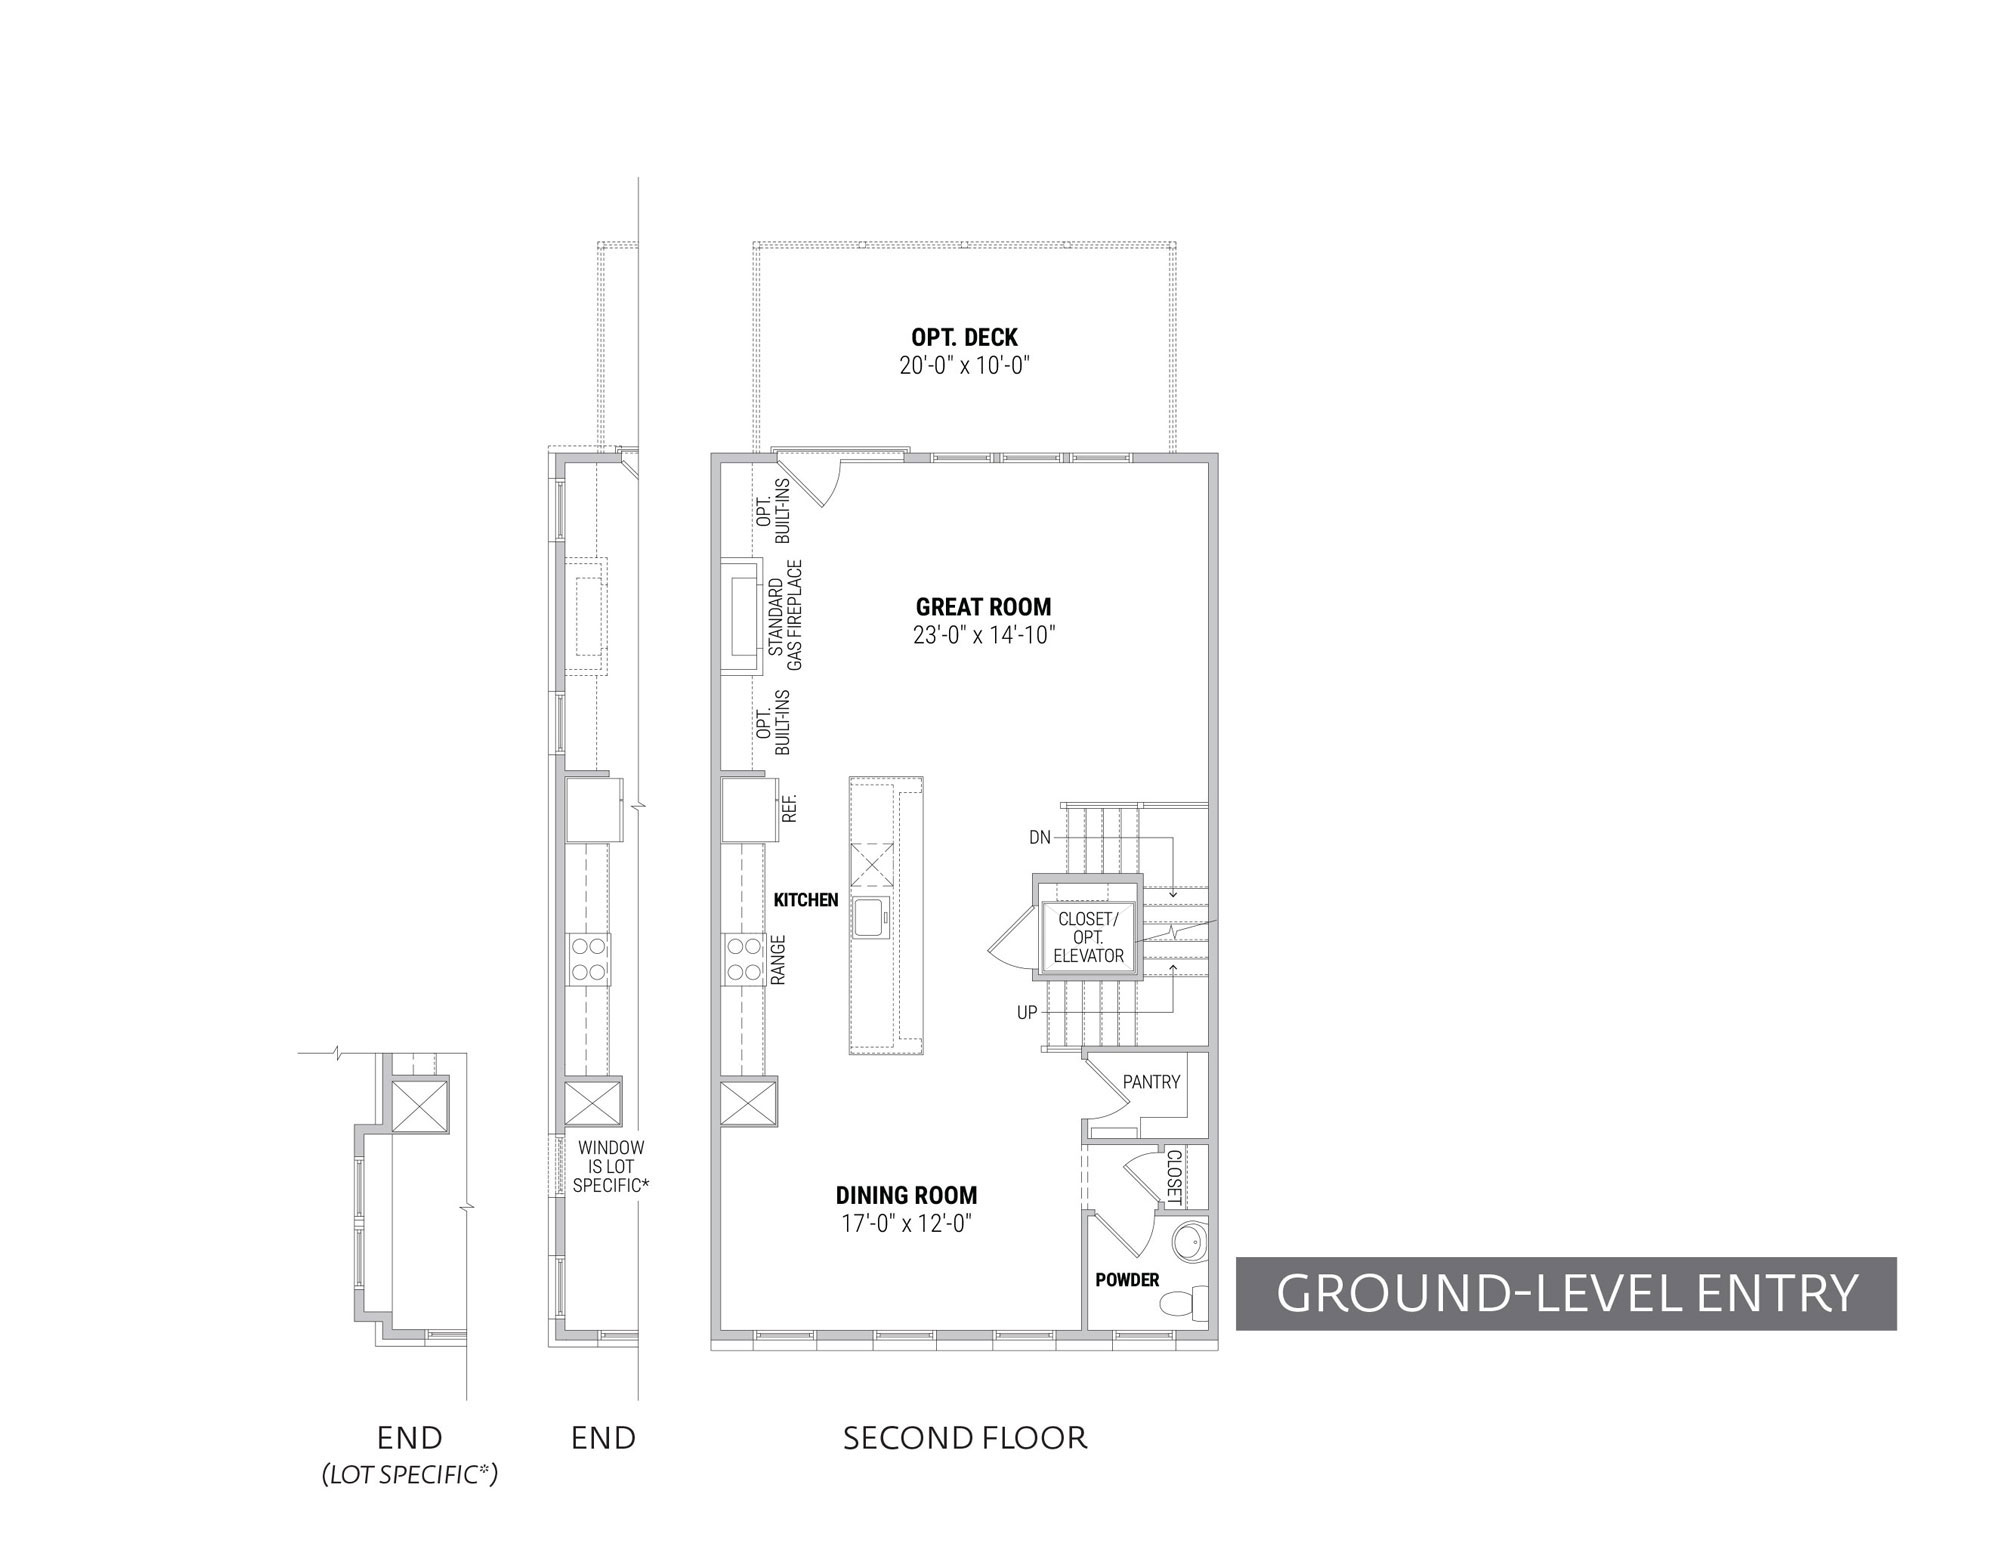 OPT. DECK
20'-0" x 10'-0"
OPT.
BUILT-INS
STANDARD
GAS FIREPLACE
GREAT ROOM
23'-0" x 14'-10"
OPT.
BUILT-INS
REF.
DN
KITCHEN
RANGE
CLOSET/
OPT.
ELEVATOR
UP
PANTRY
WINDOW
IS LOT
SPECIFIC*
CLOSET
DINING ROOM
17'-0" x 12'-0"
POWDER
GROUND-LEVEL ENTRY
END
(LOT SPECIFIC*)
END
SECOND FLOOR